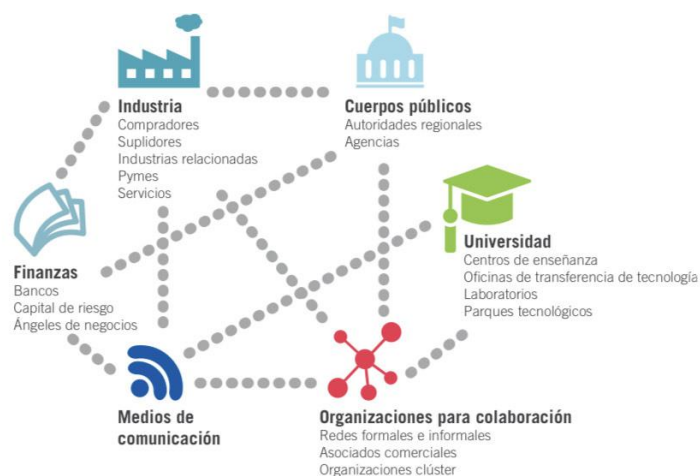 Industria
Compradores
Suplidores
Industrias relacionadas
Pymes
Servicios
Cuerpos públicos
Autoridades regionales
Agencias
Finanzas
Bancos
Capital de riesgo
Ángeles de negocios
Universidad
Centros de enseñanza
Oficinas de transferencia de tecnología
Laboratorios
Parques tecnológicos
Medios de
comunicación
Organizaciones para colaboración
Redes formales e informales
Asociados comerciales
Organizaciones clúster